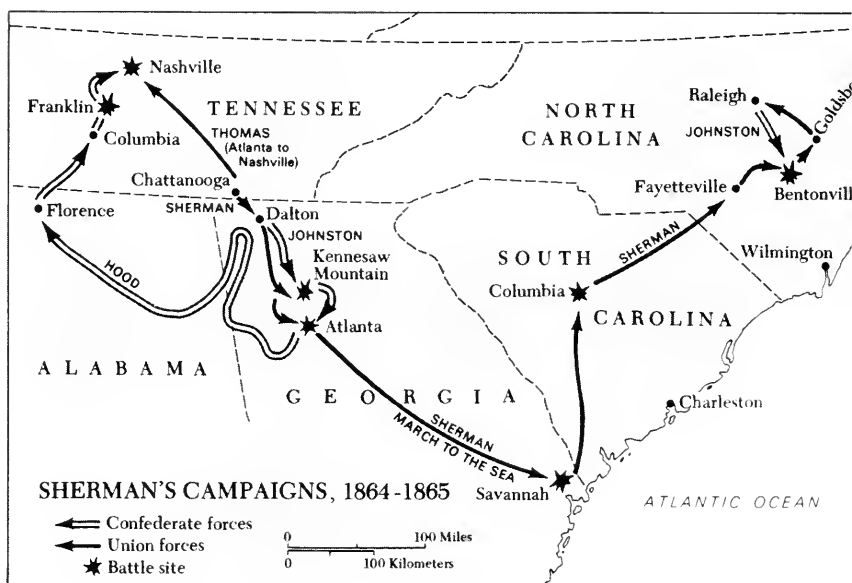 Nashville
Franklin
TENNESSEE
Columbia
THOMAS
(Atlanta to
Nashville)
Chattanooga
SHERMAN
Florence
Dalton
JOHNSTON
Kennesaw
Mountain
HOOD
Atlanta
ALABAMA
GEORGIA
NORTH
CAROLINA
Raleigh
JOHNSTON
Goldsb
Bentonvill
Fayetteville
SHERMAN
Wilmington
SOUTH
CAROLINA
Columbia
Charleston
SHERMAN
MARCH TO THE SEA
Savannah
ATLANTIC OCEAN
SHERMAN'S CAMPAIGNS, 1864-1865
Confederate forces
Union forces
Battle site
0 100 Miles
0 100 Kilometers